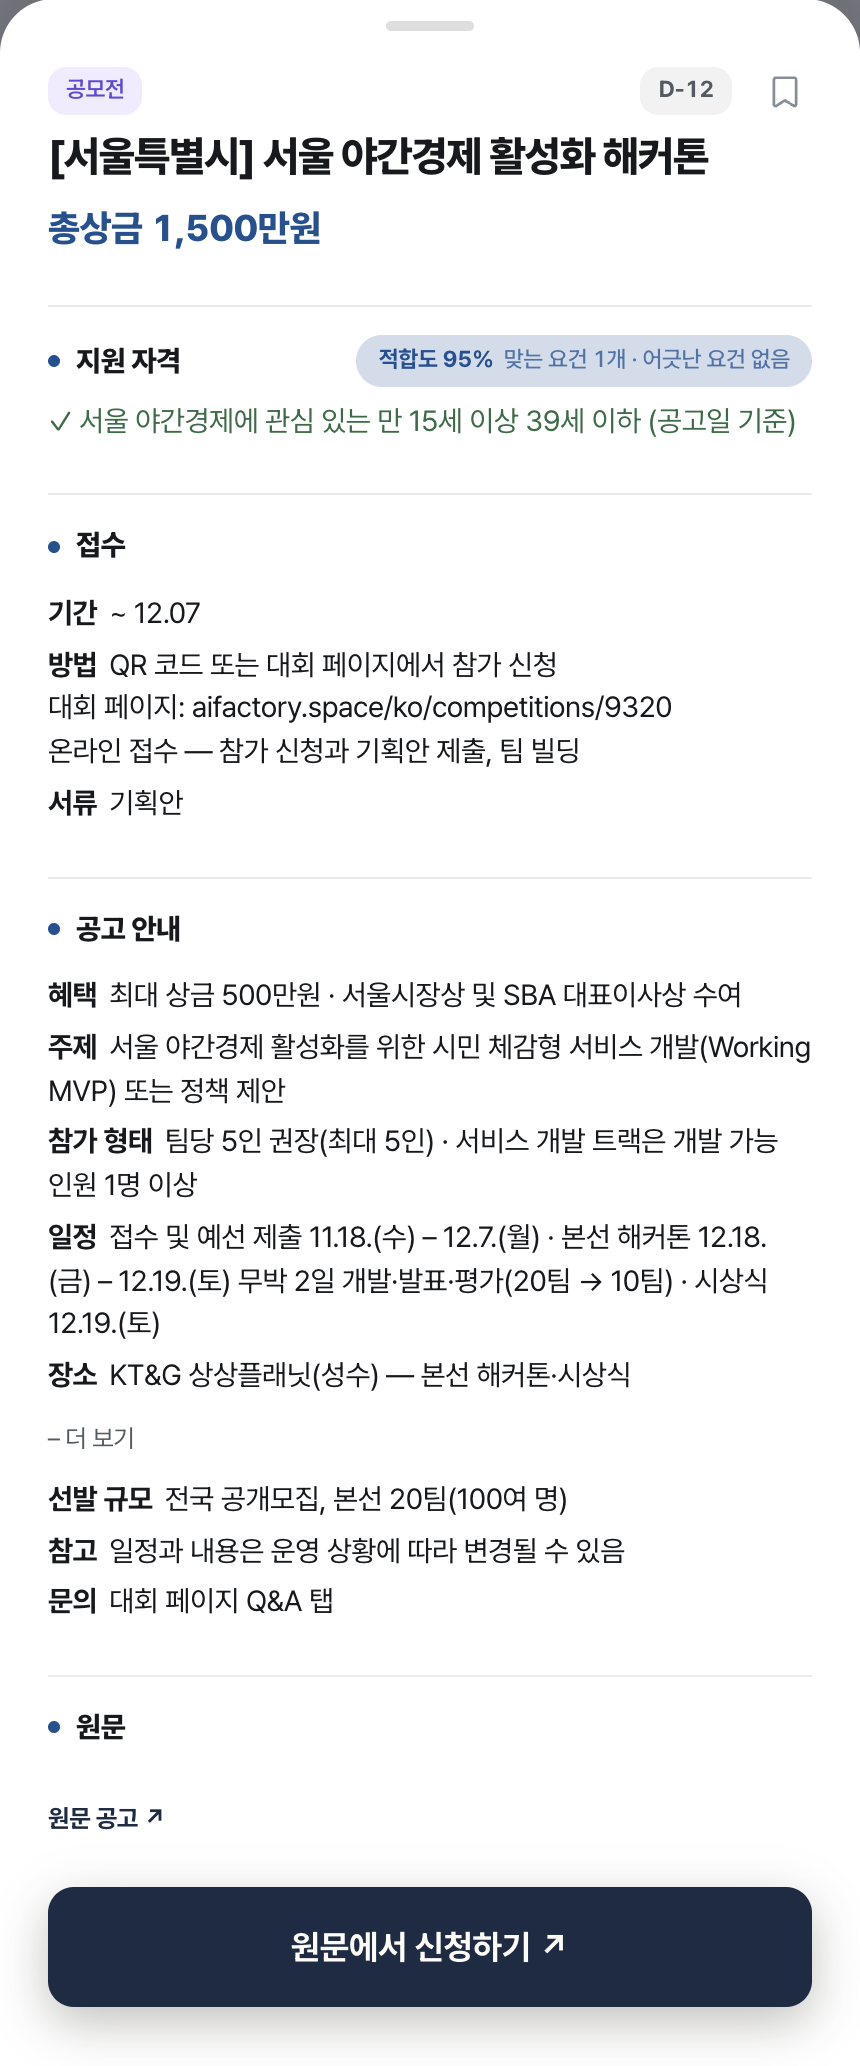 공모전
D-12
[서울특별시] 서울 야간경제 활성화 해커톤
총상금 1,500만원
지원 자격
적합도 95% 맞는 요건 1개 · 어긋난 요건 없음
✓ 서울 야간경제에 관심 있는 만 15세 이상 39세 이하 (공고일 기준)
접수
기간 ~ 12.07
방법 QR 코드 또는 대회 페이지에서 참가 신청
대회 페이지: aifactory.space/ko/competitions/9320
온라인 접수 — 참가 신청과 기획안 제출, 팀 빌딩
서류 기획안
공고 안내
혜택 최대 상금 500만원 · 서울시장상 및 SBA 대표이사상 수여
주제 서울 야간경제 활성화를 위한 시민 체감형 서비스 개발(Working
MVP) 또는 정책 제안
참가 형태 팀당 5인 권장(최대 5인) · 서비스 개발 트랙은 개발 가능
인원 1명 이상
일정 접수 및 예선 제출 11.18.(수) – 12.7.(월) · 본선 해커톤 12.18.
(금) – 12.19.(토) 무박 2일 개발·발표·평가(20팀 → 10팀) · 시상식
12.19.(토)
장소 KT&G 상상플래닛(성수) — 본선 해커톤·시상식
– 더 보기
선발 규모 전국 공개모집, 본선 20팀(100여 명)
참고 일정과 내용은 운영 상황에 따라 변경될 수 있음
문의 대회 페이지 Q&A 탭
원문
원문 공고 ↗
원문에서 신청하기 ↗